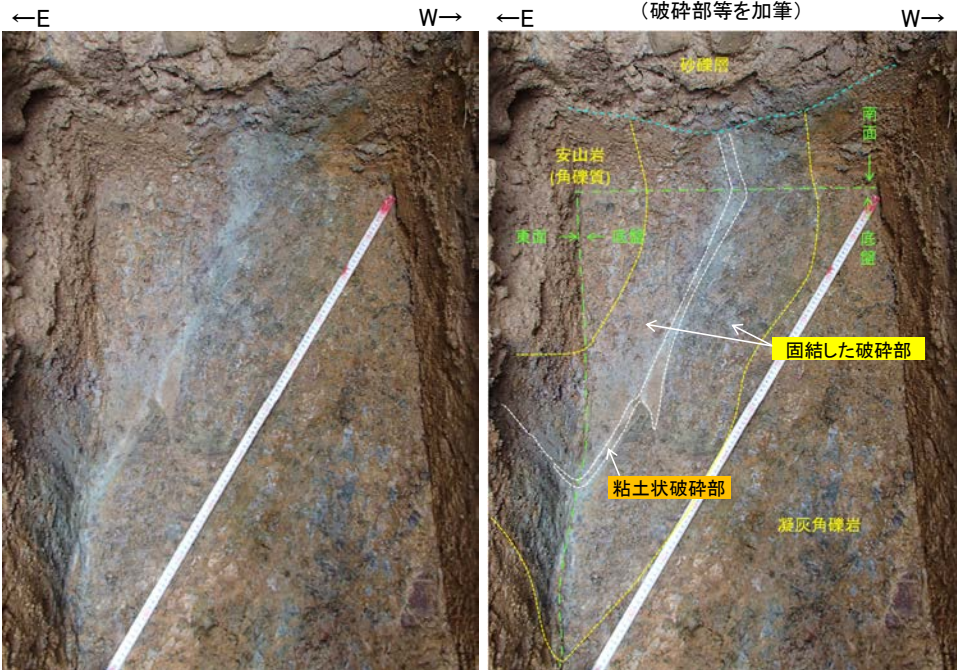 ←E
W→
←E
(破砕部等を加筆)
W→
砂礫層
南面
安山岩
(角礫質)
東面
底盤
底盤
固結した破砕部
粘土状破砕部
凝灰角礫岩